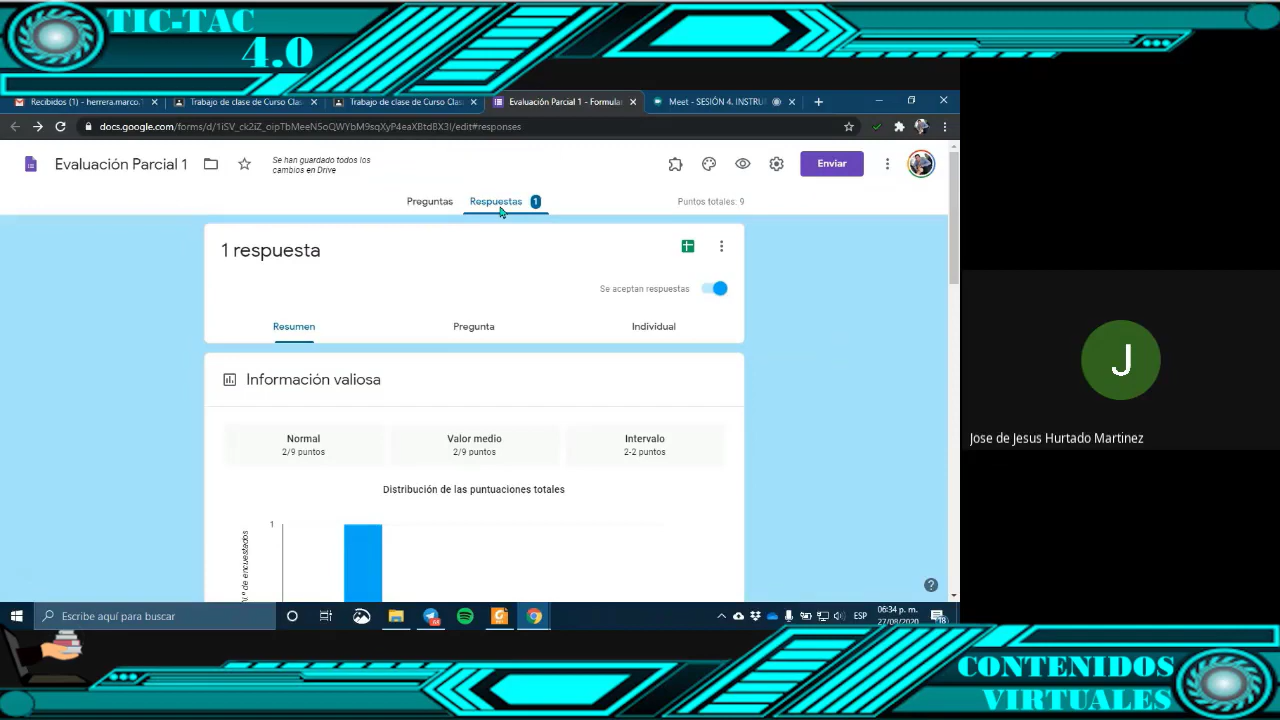 TIC-TAC
4.0
Recibidos (1) - herrera.marco.1
Trabajo de clase de Curso Cla
Trabajo de clase de Curso Clas
Evaluación Parcial 1 - Formular
Meet - SESIÓN 4. INSTRU
docs.google.com/forms/d/1iSV_ck2iZ_oipTbMeeN5oQWYbM9sqXyP4eaXBtdBX3I/edit#responses
Evaluación Parcial 1
Se han guardado todos los
cambios en Drive
Enviar
Preguntas
Respuestas 1
Puntos totales: 9
1 respuesta
Se aceptan respuestas
Resumen
Pregunta
Individual
Información valiosa
Normal
2/9 puntos
Valor medio
2/9 puntos
Intervalo
2-2 puntos
Distribución de las puntuaciones totales
1
N.º de encuestados
J
Jose de Jesus Hurtado Martinez
Escribe aquí para buscar
ESP
06:34 p. m.
27/08/2020
CONTENIDOS
VIRTUALES